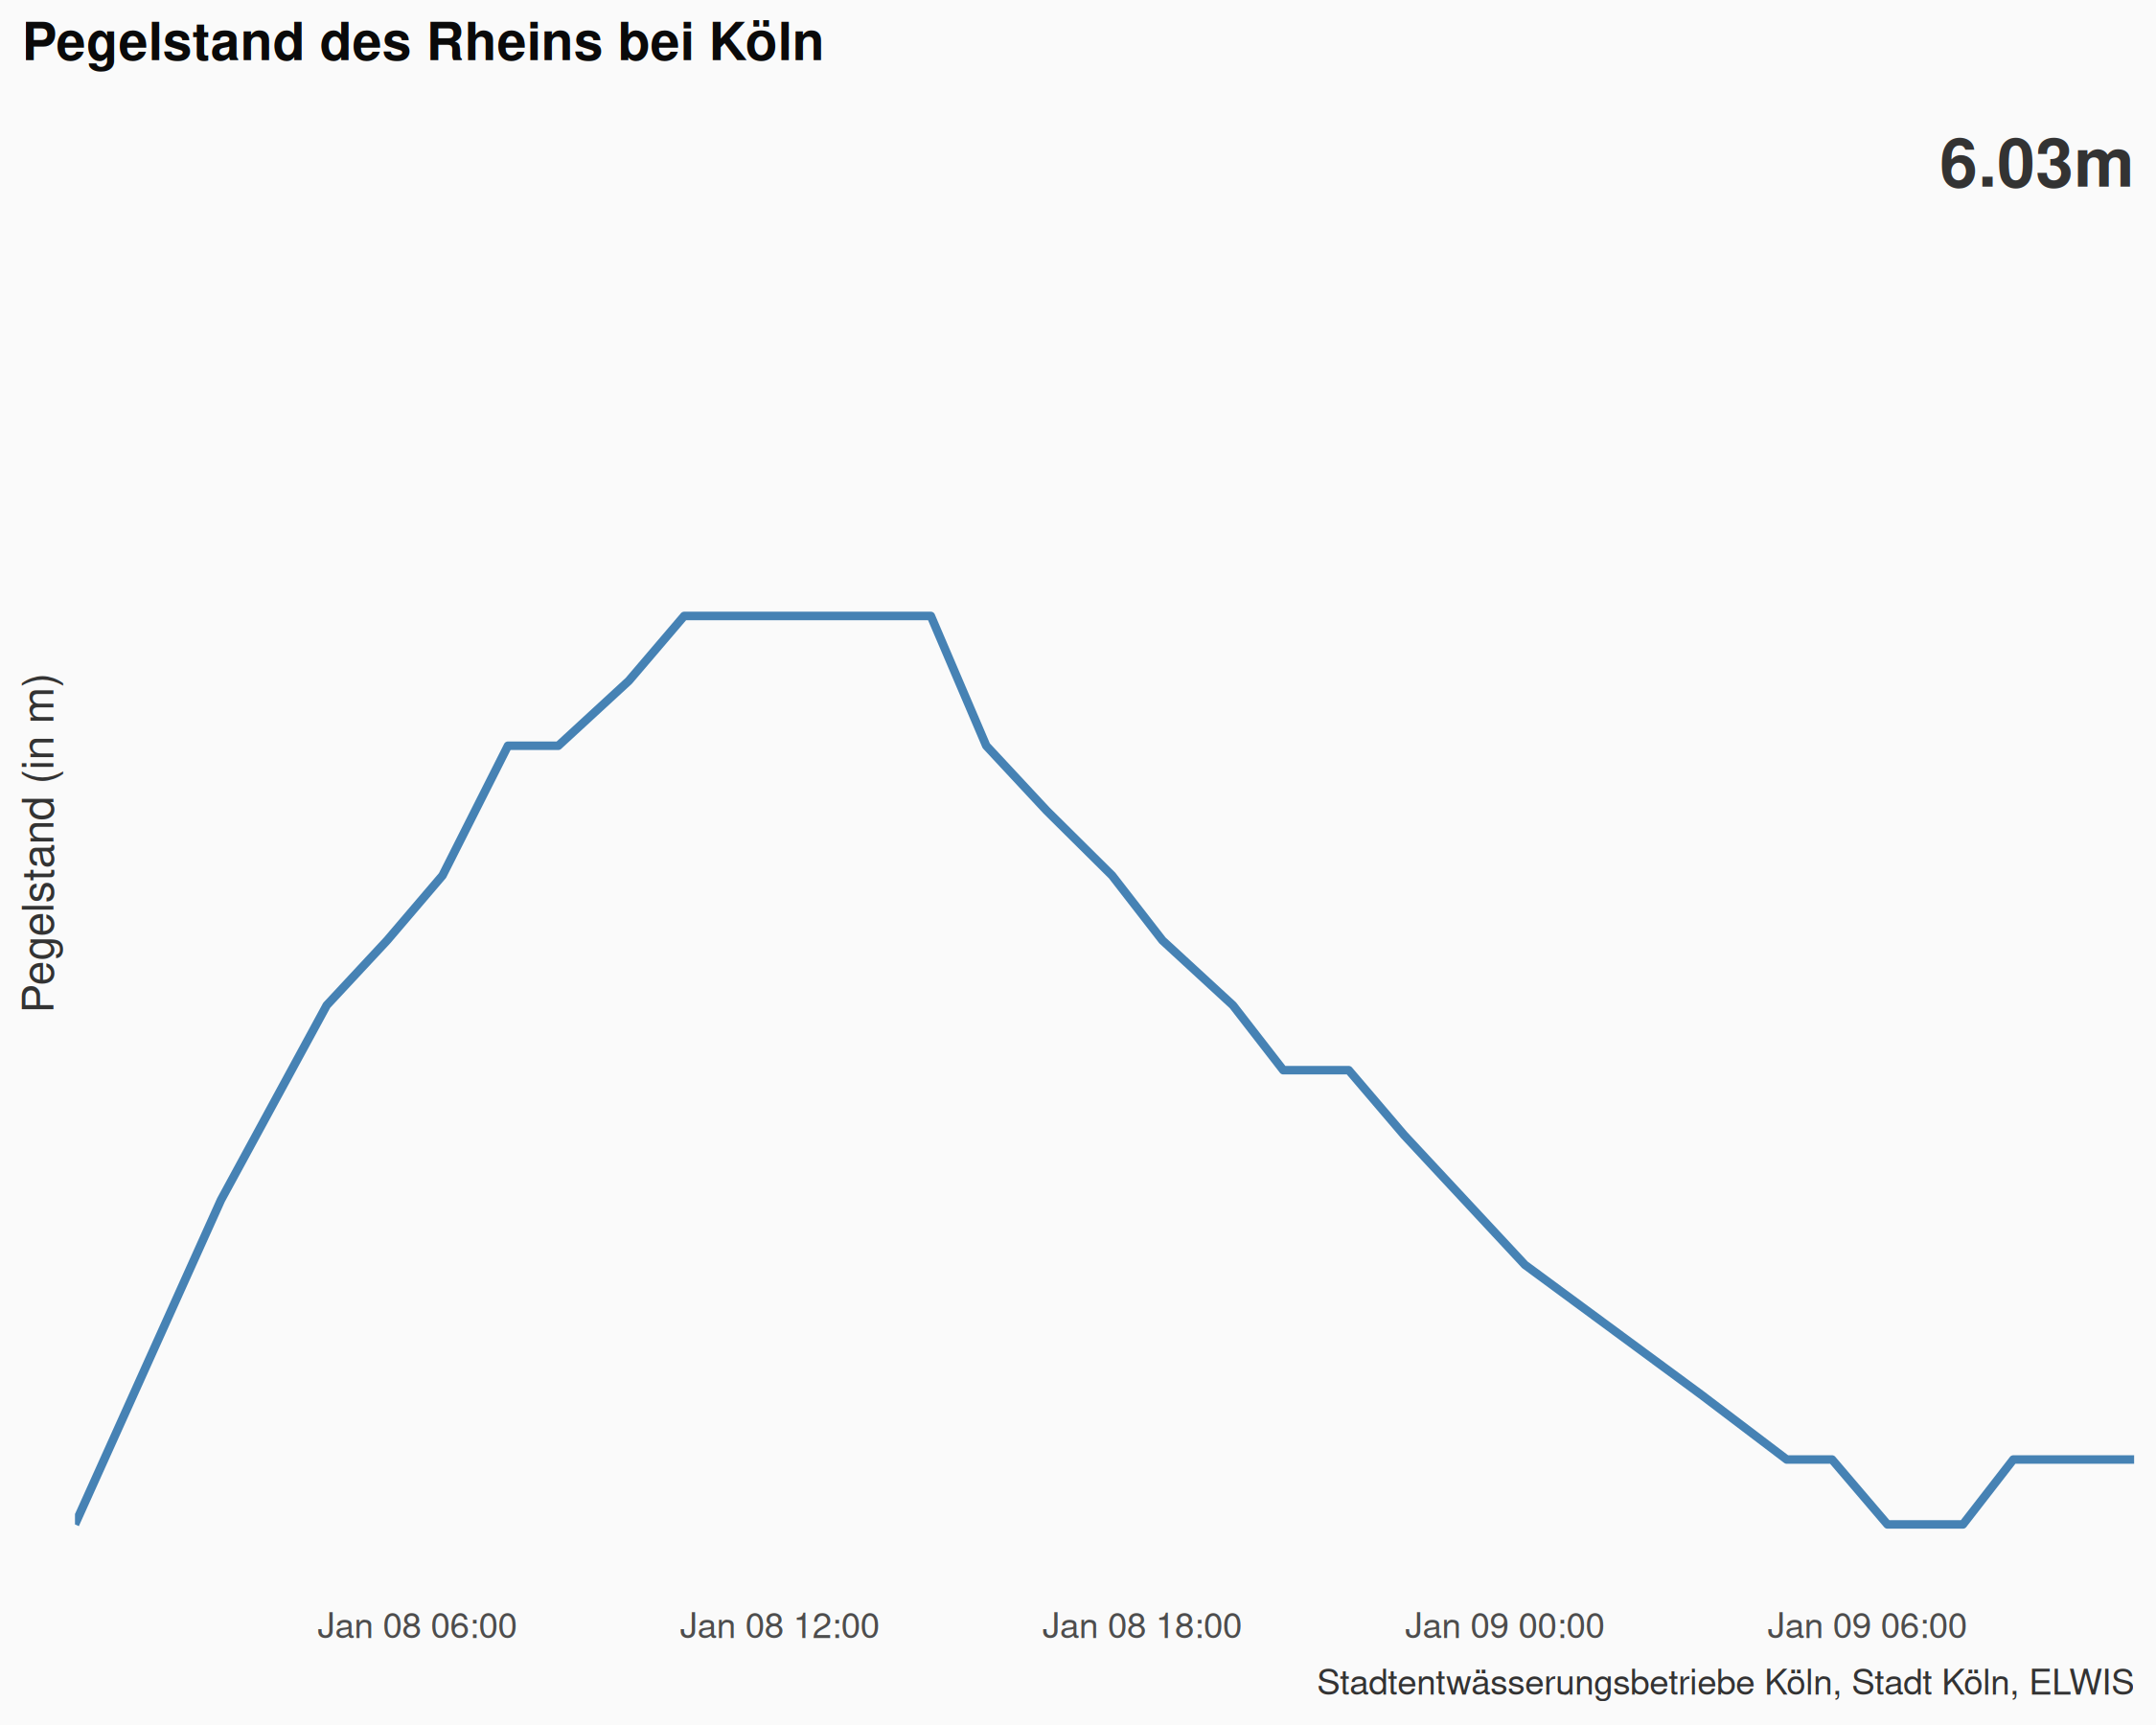 Pegelstand des Rheins bei Köln
6.03m
Pegelstand (in m)
Jan 08 06:00
Jan 08 12:00
Jan 08 18:00
Jan 09 00:00
Jan 09 06:00
Stadtentwässerungsbetriebe Köln, Stadt Köln, ELWIS